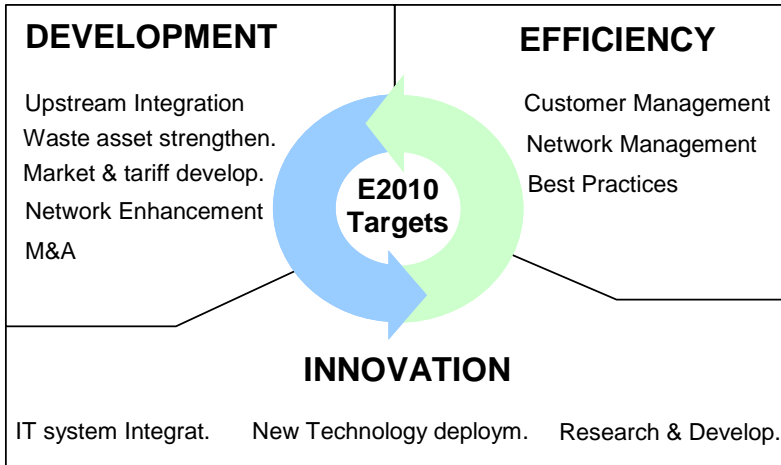 DEVELOPMENT
Upstream Integration
Waste asset strengthen.
Market & tariff develop.
Network Enhancement
M&A
EFFICIENCY
Customer Management
Network Management
Best Practices
E2010
Targets
INNOVATION
IT system Integrat.
New Technology deploym.
Research & Develop.